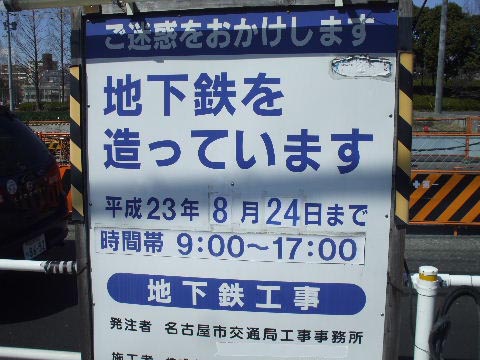 ご迷惑をおかけします
地下鉄を
造っています
平成23年 8月24日まで
時間帯 9:00～17:00
地下鉄工事
発注者 名古屋市交通局工事事務所
施工者